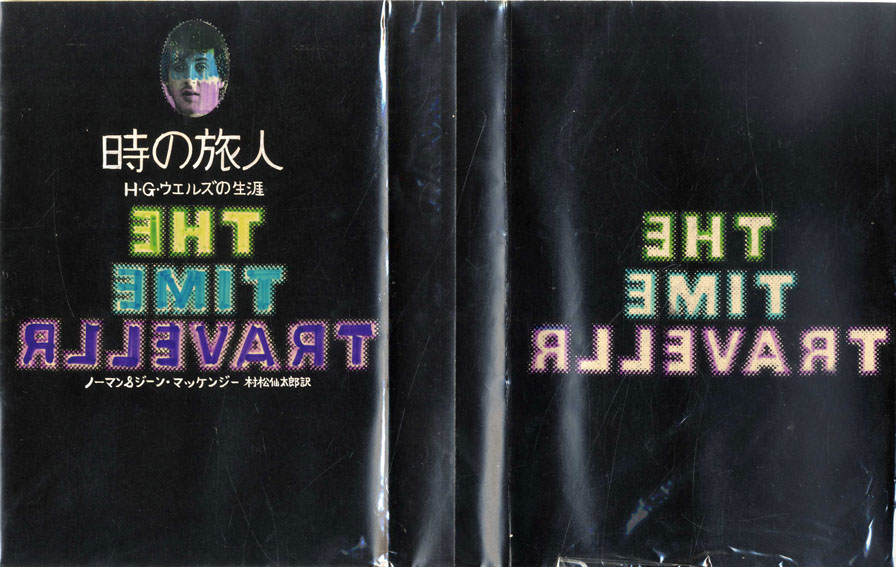 時の旅人
H・G・ウエルズの生涯
THE
TIME
TRAVELLR
ノーマン&ジーン・マッケンジー 村松仙太郎訳
THE
TIME
TRAVELLR